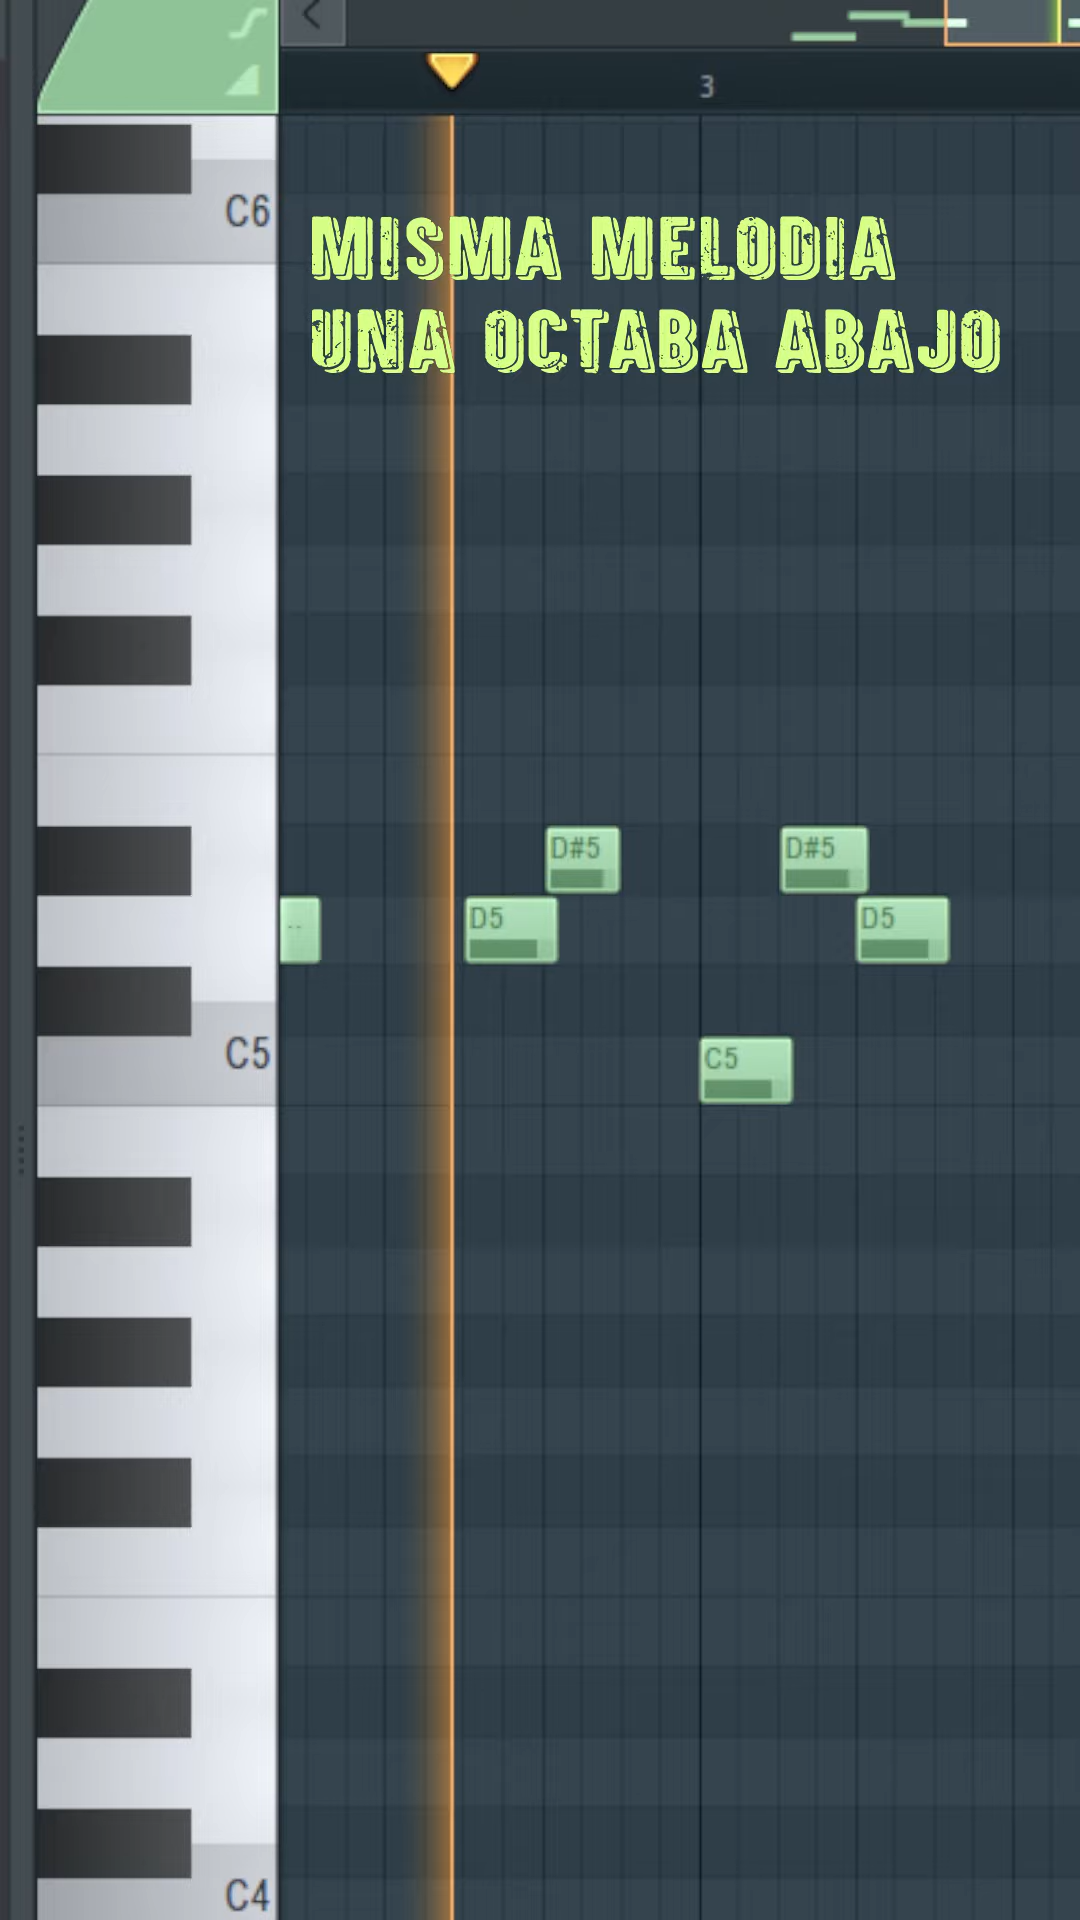 3
C6
MISMA MELODIA
UNA OCTABA ABAJO
D#5 D#5
.. D5 D5
C5 C5
C4